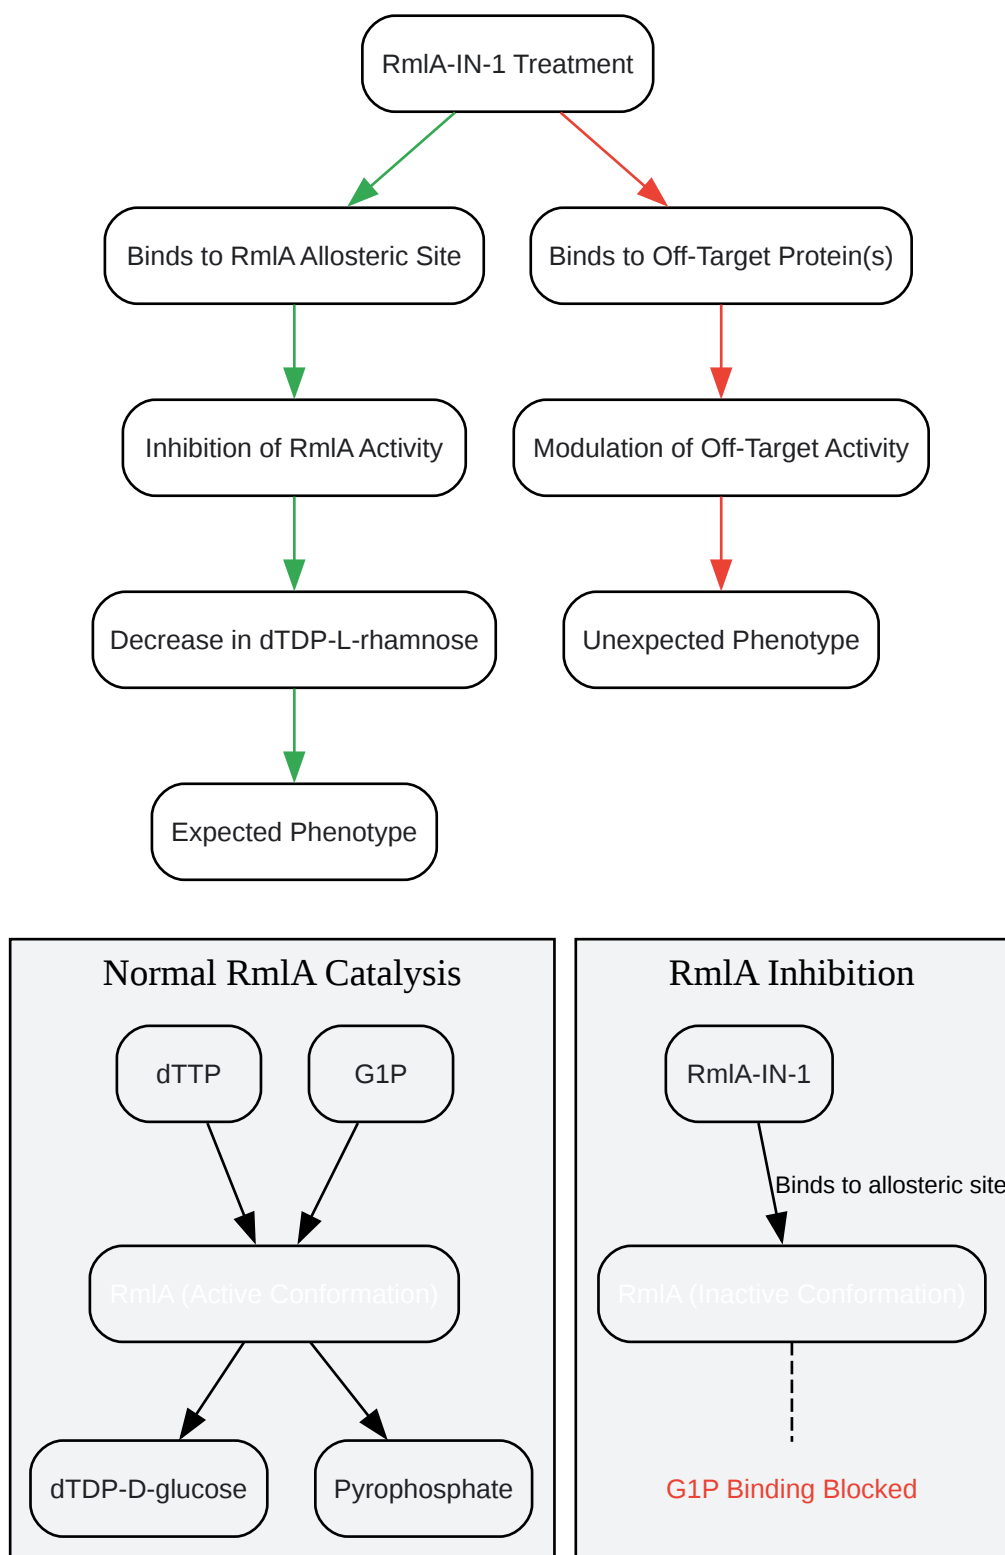 RmlA-IN-1 Treatment
Binds to RmlA Allosteric Site
Binds to Off-Target Protein(s)
Inhibition of RmlA Activity
Modulation of Off-Target Activity
Decrease in dTDP-L-rhamnose
Unexpected Phenotype
Expected Phenotype
Normal RmlA Catalysis
dTTP
G1P
RmlA (Active Conformation)
dTDP-D-glucose
Pyrophosphate
RmlA Inhibition
RmlA-IN-1
Binds to allosteric site
RmlA (Inactive Conformation)
G1P Binding Blocked